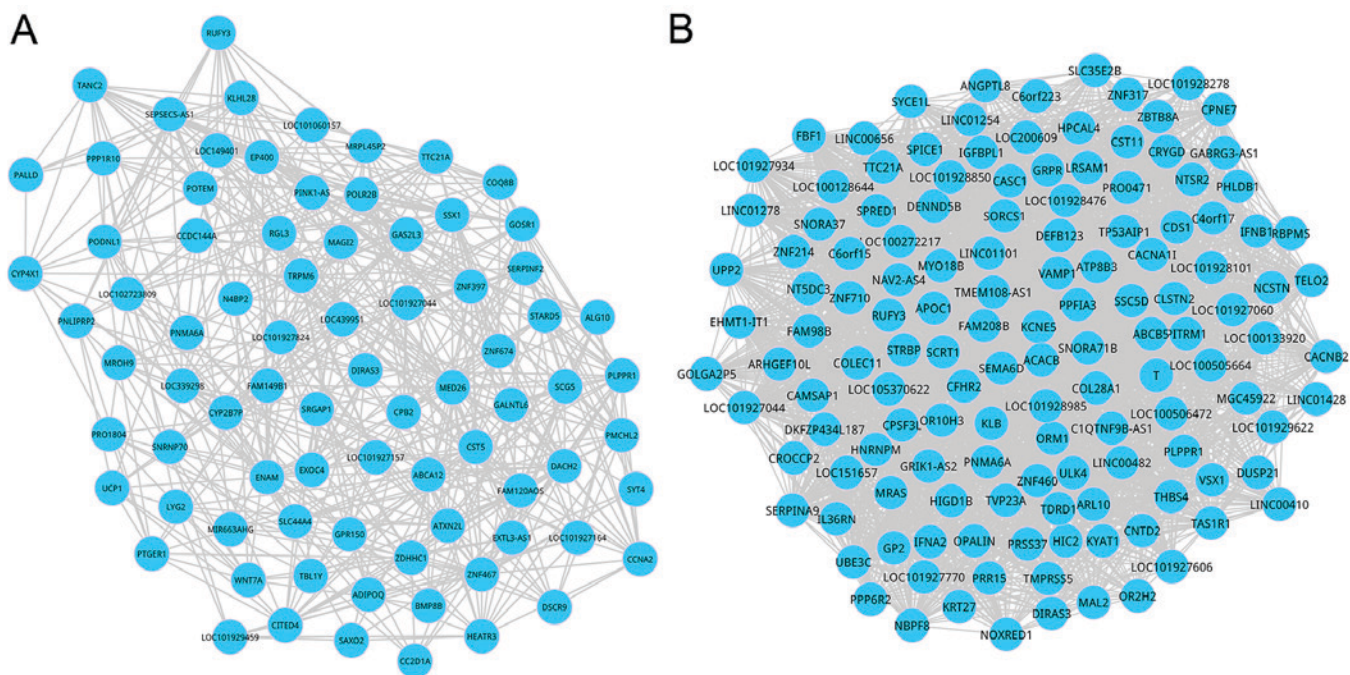 A
RUFY3
TANC2
KLHL2B
SEPSECS-AS1
LOC101060157
MRPL45P2
LOC149401
EP400
TTC21A
PPP1R10
PALLD
COQ8B
POTEM
PINK1-AS
POLR2B
SSX1
GOSR1
CCDC144A
RGL3
MAGI2
GAS2L3
PODNL1
CYP4X1
TRPM6
SERPINF2
ZNF397
LOC102723809
N4BP2
LOC101927044
STARD5
ALG10
PNLIPRP2
PNMA6A
LOC439951
LOC101927824
ZNF674
MROH9
DIRAS3
PLPPR1
LOC339298
FAM149B1
MED26
SCG5
SRGAP1
CPB2
GALNTL6
CYP2B7P
PRO1804
PMCHL2
SNRNP70
CST5
LOC101927157
EXOC4
DACH2
ENAM
ABCA12
UCP1
FAM120AOS
SYT4
LYG2
MIR663AHG
SLC44A4
ATXN2L
GPR150
EXTL3-AS1
LOC101927164
PTGER1
ZDHHC1
CCNA2
WNT7A
TBL1Y
ZNF467
ADIPOQ
BMP8B
DSCR9
LOC101929459
CITED4
SAXO2
HEATR3
CC2D1A
B
SLC35E2B
ANGPTL8
LOC101928278
C6orf223
ZNF317
SYCE1L
CPNE7
LINC01254
ZBTB8A
FBF1
LINC00656
LOC200609
HPCAL4
CST11
SPICE1
IGFBPL1
CRYGD
GABRG3-AS1
LOC101927934
TTC21A
LOC101928850
GRPR
LRSAM1
NTSR2
LOC100128644
CASC1
PRO0471
PHLDB1
LINC01278
SPRED1
DENND5B
LOC101928476
SNORA37
SORCS1
C4orf17
TP53AIP1
CDS1
IFNB1
RBPMS
DEFB123
LOC100272217
ZNF214
C6orf15
LINC01101
CACNA1I
UPP2
MYO18B
ATP8B3
LOC101928101
VAMP1
NAV2-AS4
TELO2
NT5DC3
NCSTN
TMEM108-AS1
ZNF710
PPFIA3
SSC5D
CLSTN2
LOC101927060
RUFY3
APOC1
EHMT1-IT1
FAM98B
FAM208B
KCNE5
ABCB5
PITRM1
LOC100133920
STRBP
SCRT1
SNORA71B
CACNB2
ARHGEF10L
COLEC11
ACACB
SEMA6D
GOLGA2P5
LOC100505664
T
CAMSAP1
LOC105370622
CFHR2
COL28A1
LINC01428
MGC45922
LOC101927044
LOC101928985
LOC100506472
LOC101929622
OR10H3
KLB
DKFZP434L187
CPSF3L
C1QTNF9B-AS1
ORM1
HNRNPM
PLPPR1
CROCCP2
PNMA6A
LINC00482
LOC151657
GRIK1-AS2
ULK4
DUSP21
ZNF460
VSX1
MRAS
HIGD1B
THBS4
TVP23A
LINC00410
SERPINA9
TDRD1
ARL10
IL36RN
TAS1R1
CNTD2
IFNA2
OPALIN
PRSS37
HIC2
KYAT1
GP2
UBE3C
LOC101927606
LOC101927770
PRR15
TMPRSS5
PPP6R2
OR2H2
KRT27
MAL2
DIRAS3
NBPF8
NOXRED1